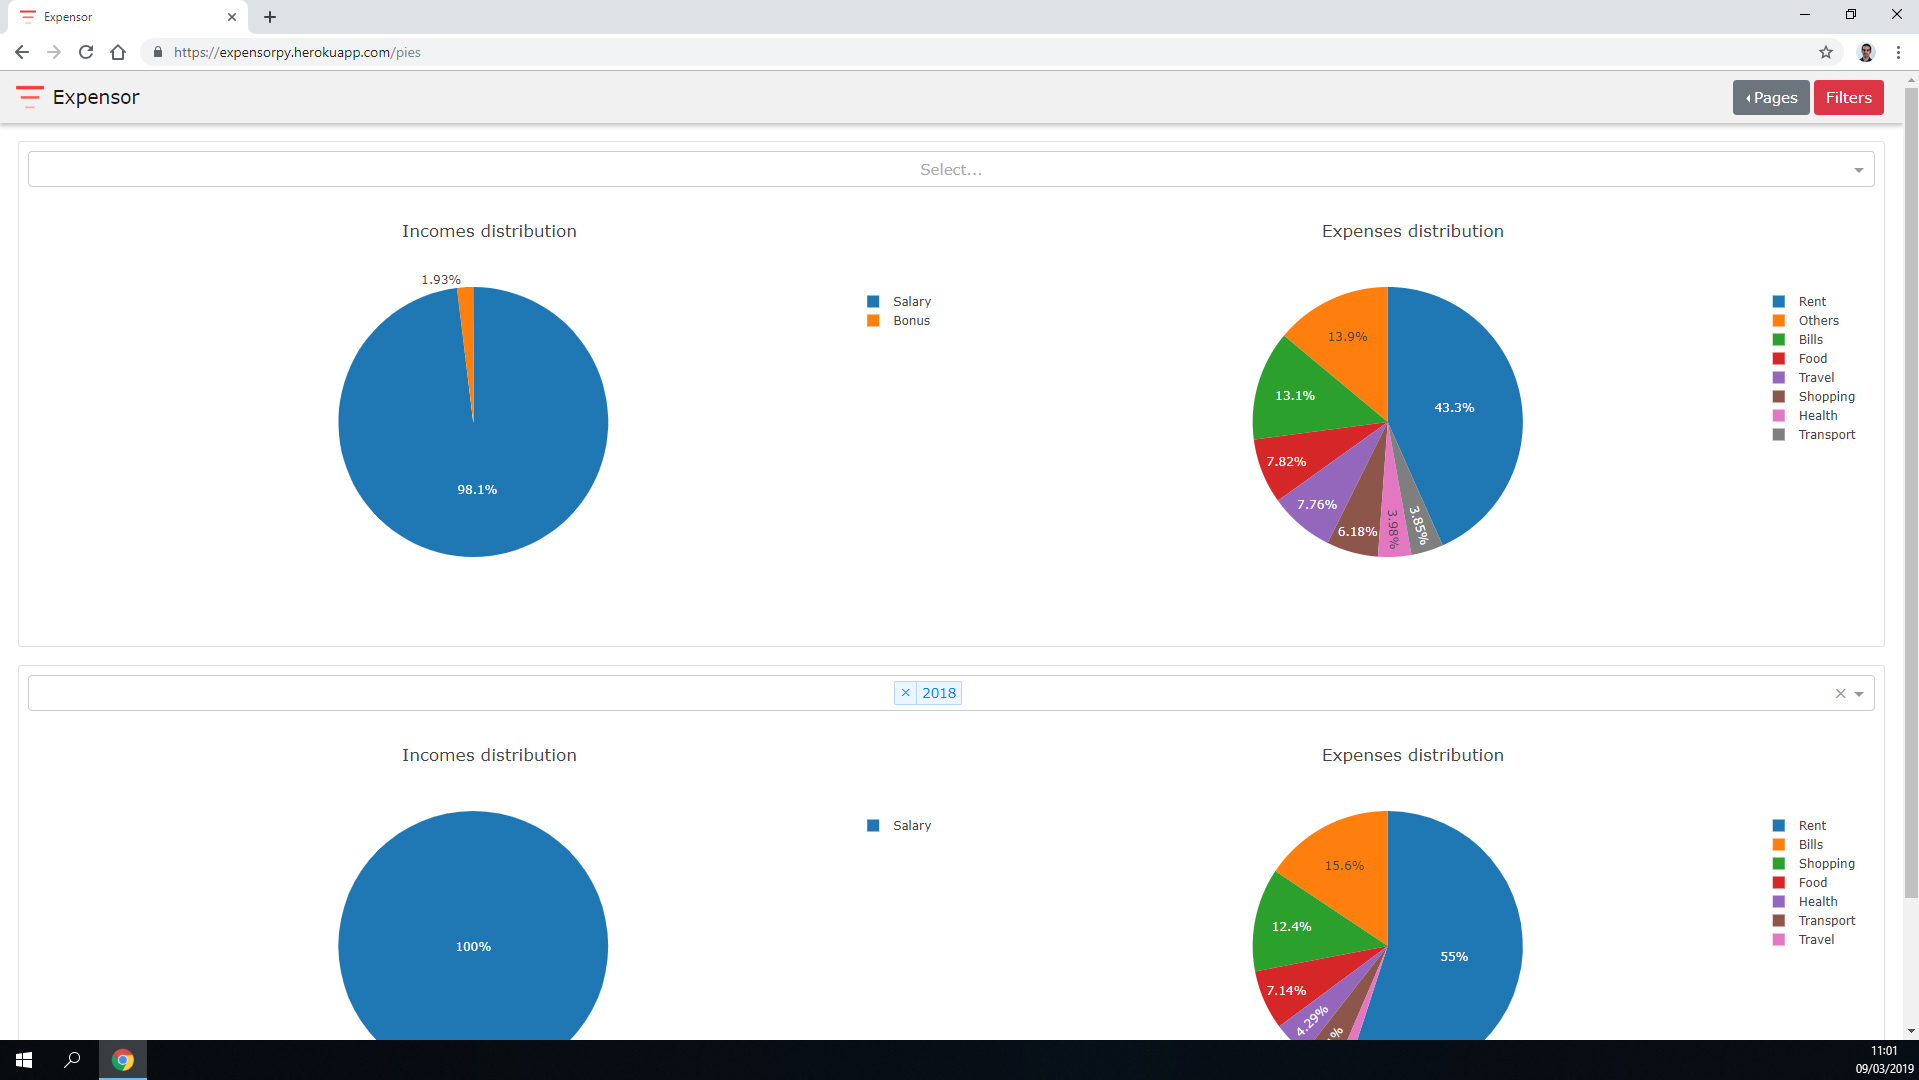 Expensor
https://expensorpy.herokuapp.com/pies
Expensor
Pages
Filters
Select...
Incomes distribution
1.93%
98.1%
Salary
Bonus
Expenses distribution
13.9%
13.1%
43.3%
7.82%
7.76%
6.18%
3.98%
3.85%
Rent
Others
Bills
Food
Travel
Shopping
Health
Transport
× 2018
Incomes distribution
100%
Salary
Expenses distribution
15.6%
12.4%
55%
7.14%
4.29%
Rent
Bills
Shopping
Food
Health
Transport
Travel
11:01
09/03/2019